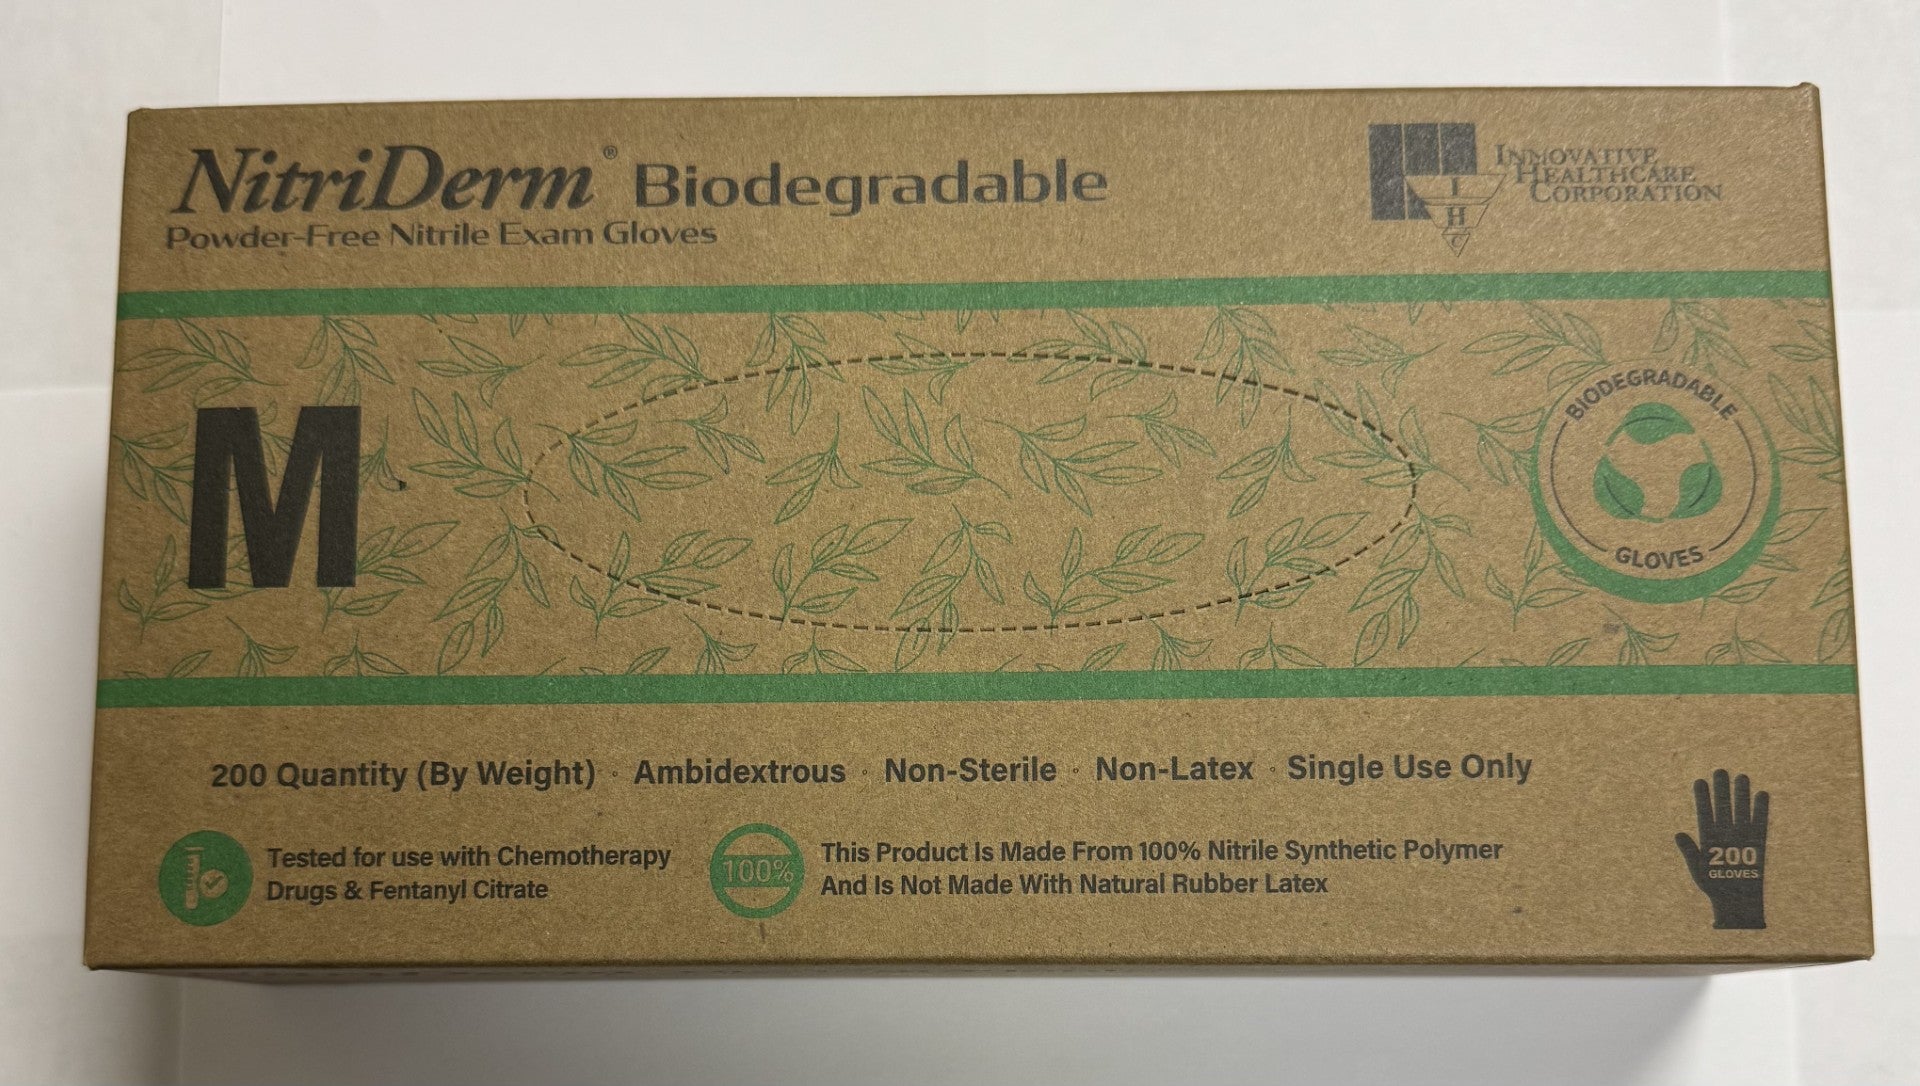 NitriDerm® Biodegradable
Powder-Free Nitrile Exam Gloves
INNOVATIVE
HEALTHCARE
CORPORATION
I
H
C
M
BIODEGRADABLE
GLOVES
200 Quantity (By Weight) · Ambidextrous · Non-Sterile · Non-Latex · Single Use Only
Tested for use with Chemotherapy
Drugs & Fentanyl Citrate
100%
This Product Is Made From 100% Nitrile Synthetic Polymer
And Is Not Made With Natural Rubber Latex
200
GLOVES